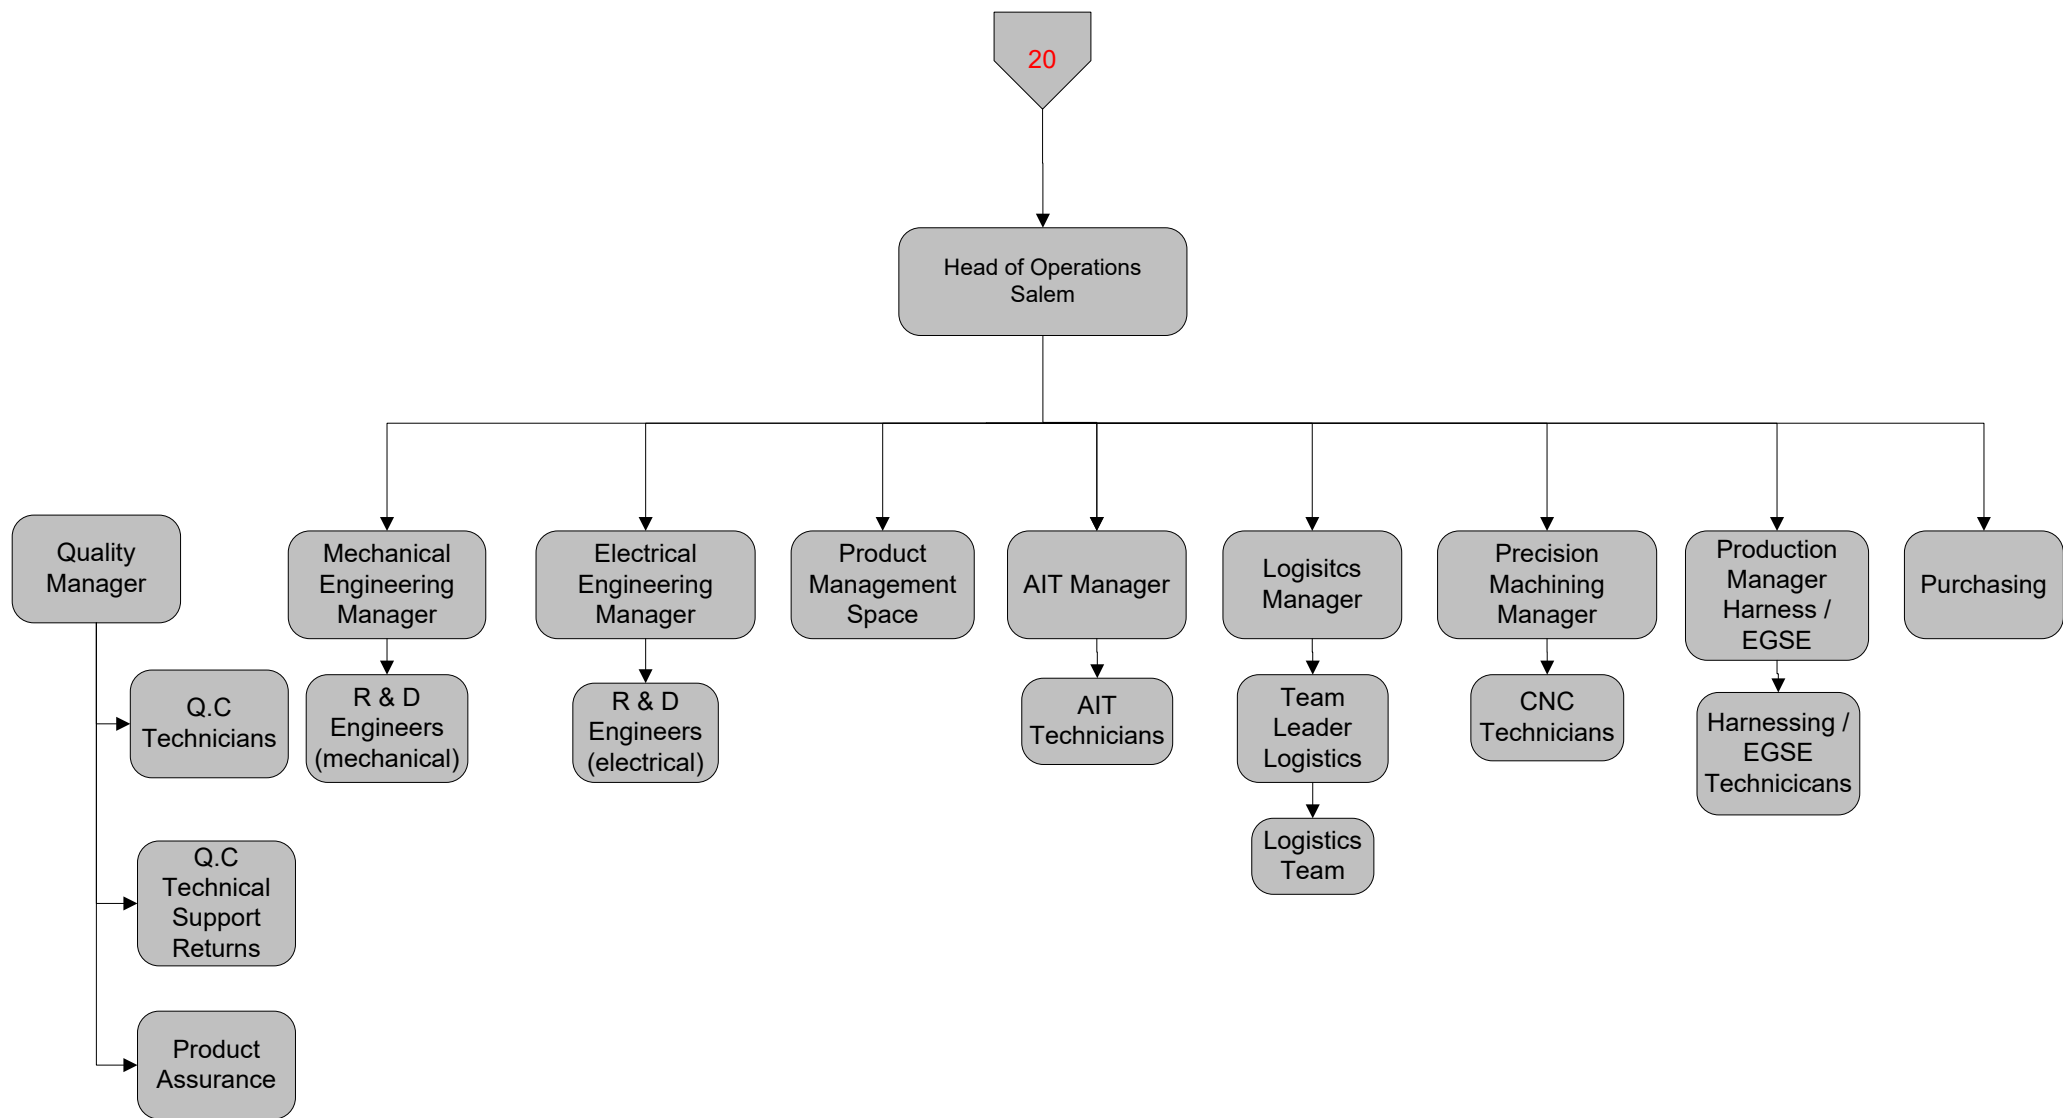 20
Head of Operations
Salem
Quality
Manager
Mechanical
Engineering
Manager
Electrical
Engineering
Manager
Product
Management
Space
AIT Manager
Logisitcs
Manager
Precision
Machining
Manager
Production
Manager
Harness /
EGSE
Purchasing
Q.C
Technicians
R & D
Engineers
(mechanical)
R & D
Engineers
(electrical)
AIT
Technicians
Team
Leader
Logistics
CNC
Technicians
Harnessing /
EGSE
Technicicans
Logistics
Team
Q.C
Technical
Support
Returns
Product
Assurance